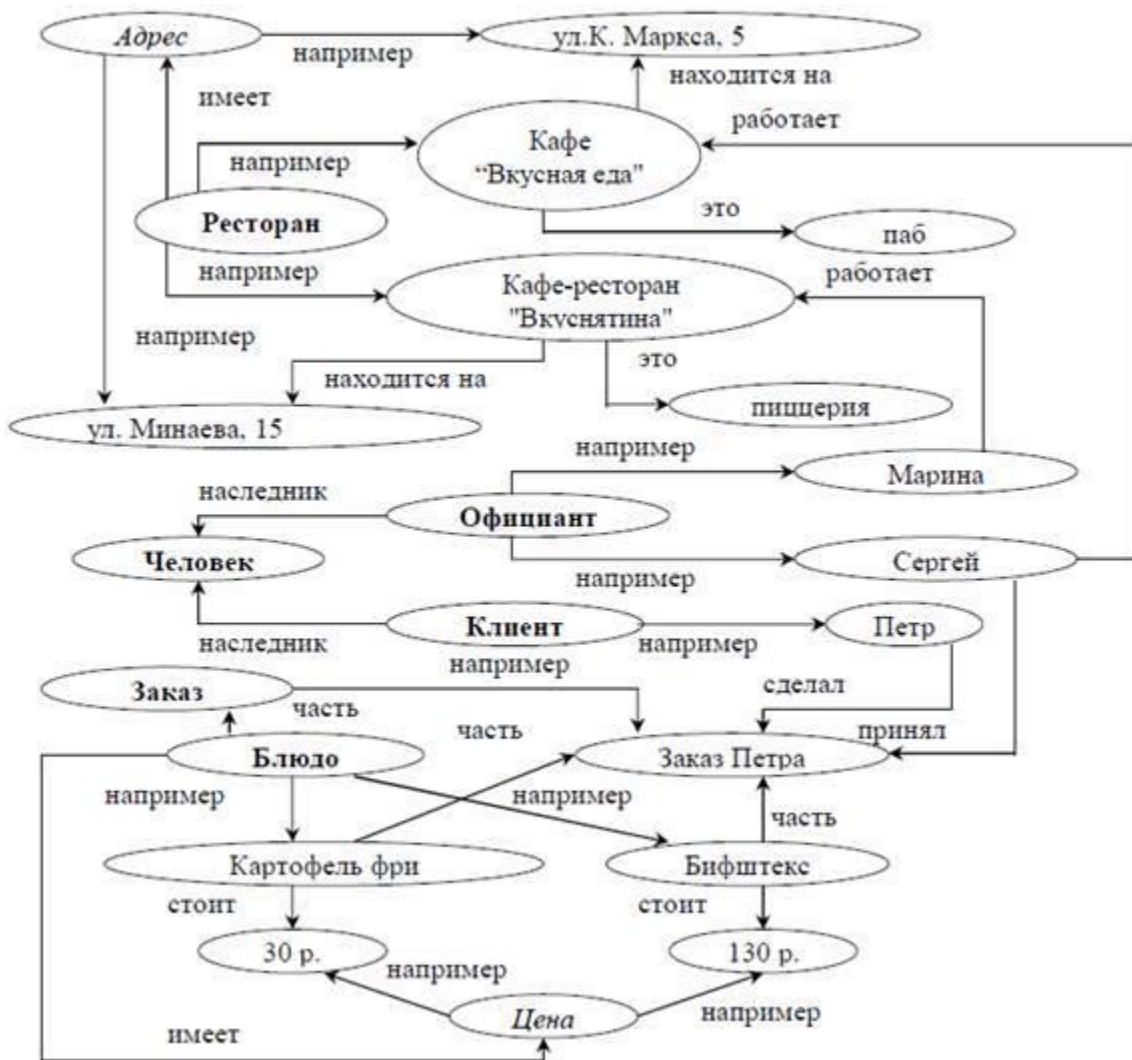 Адрес
например
ул.К. Маркса, 5
находится на
имеет
работает
Кафе
“Вкусная еда"
например
Ресторан
это
паб
например
работает
Кафе-ресторан
"Вкуснятина"
например
это
находится на
пиццерия
ул. Минаева, 15
например
Марина
наследник
Официант
Человек
Сергей
например
Клиент
Петр
наследник
например
например
Заказ
сделал
часть
часть
принял
Блюдо
Заказ Петра
например
например
часть
Картофель фри
Бифштекс
стоит
стоит
30 р.
130 р.
например
Цена
например
имеет